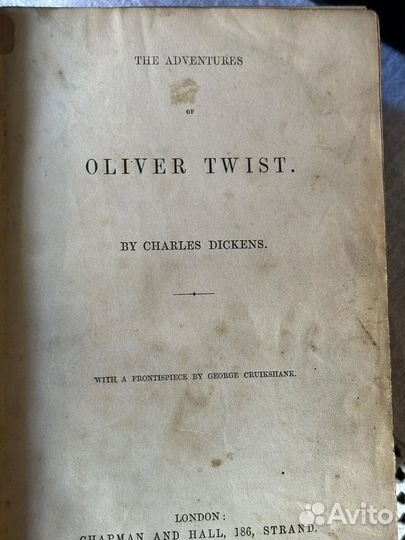 THE ADVENTURES
OF
OLIVER TWIST.
BY CHARLES DICKENS.
WITH A FRONTISPIECE BY GEORGE CRUIKSHANK.
LONDON:
CHAPMAN AND HALL, 186, STRAND.
Avito